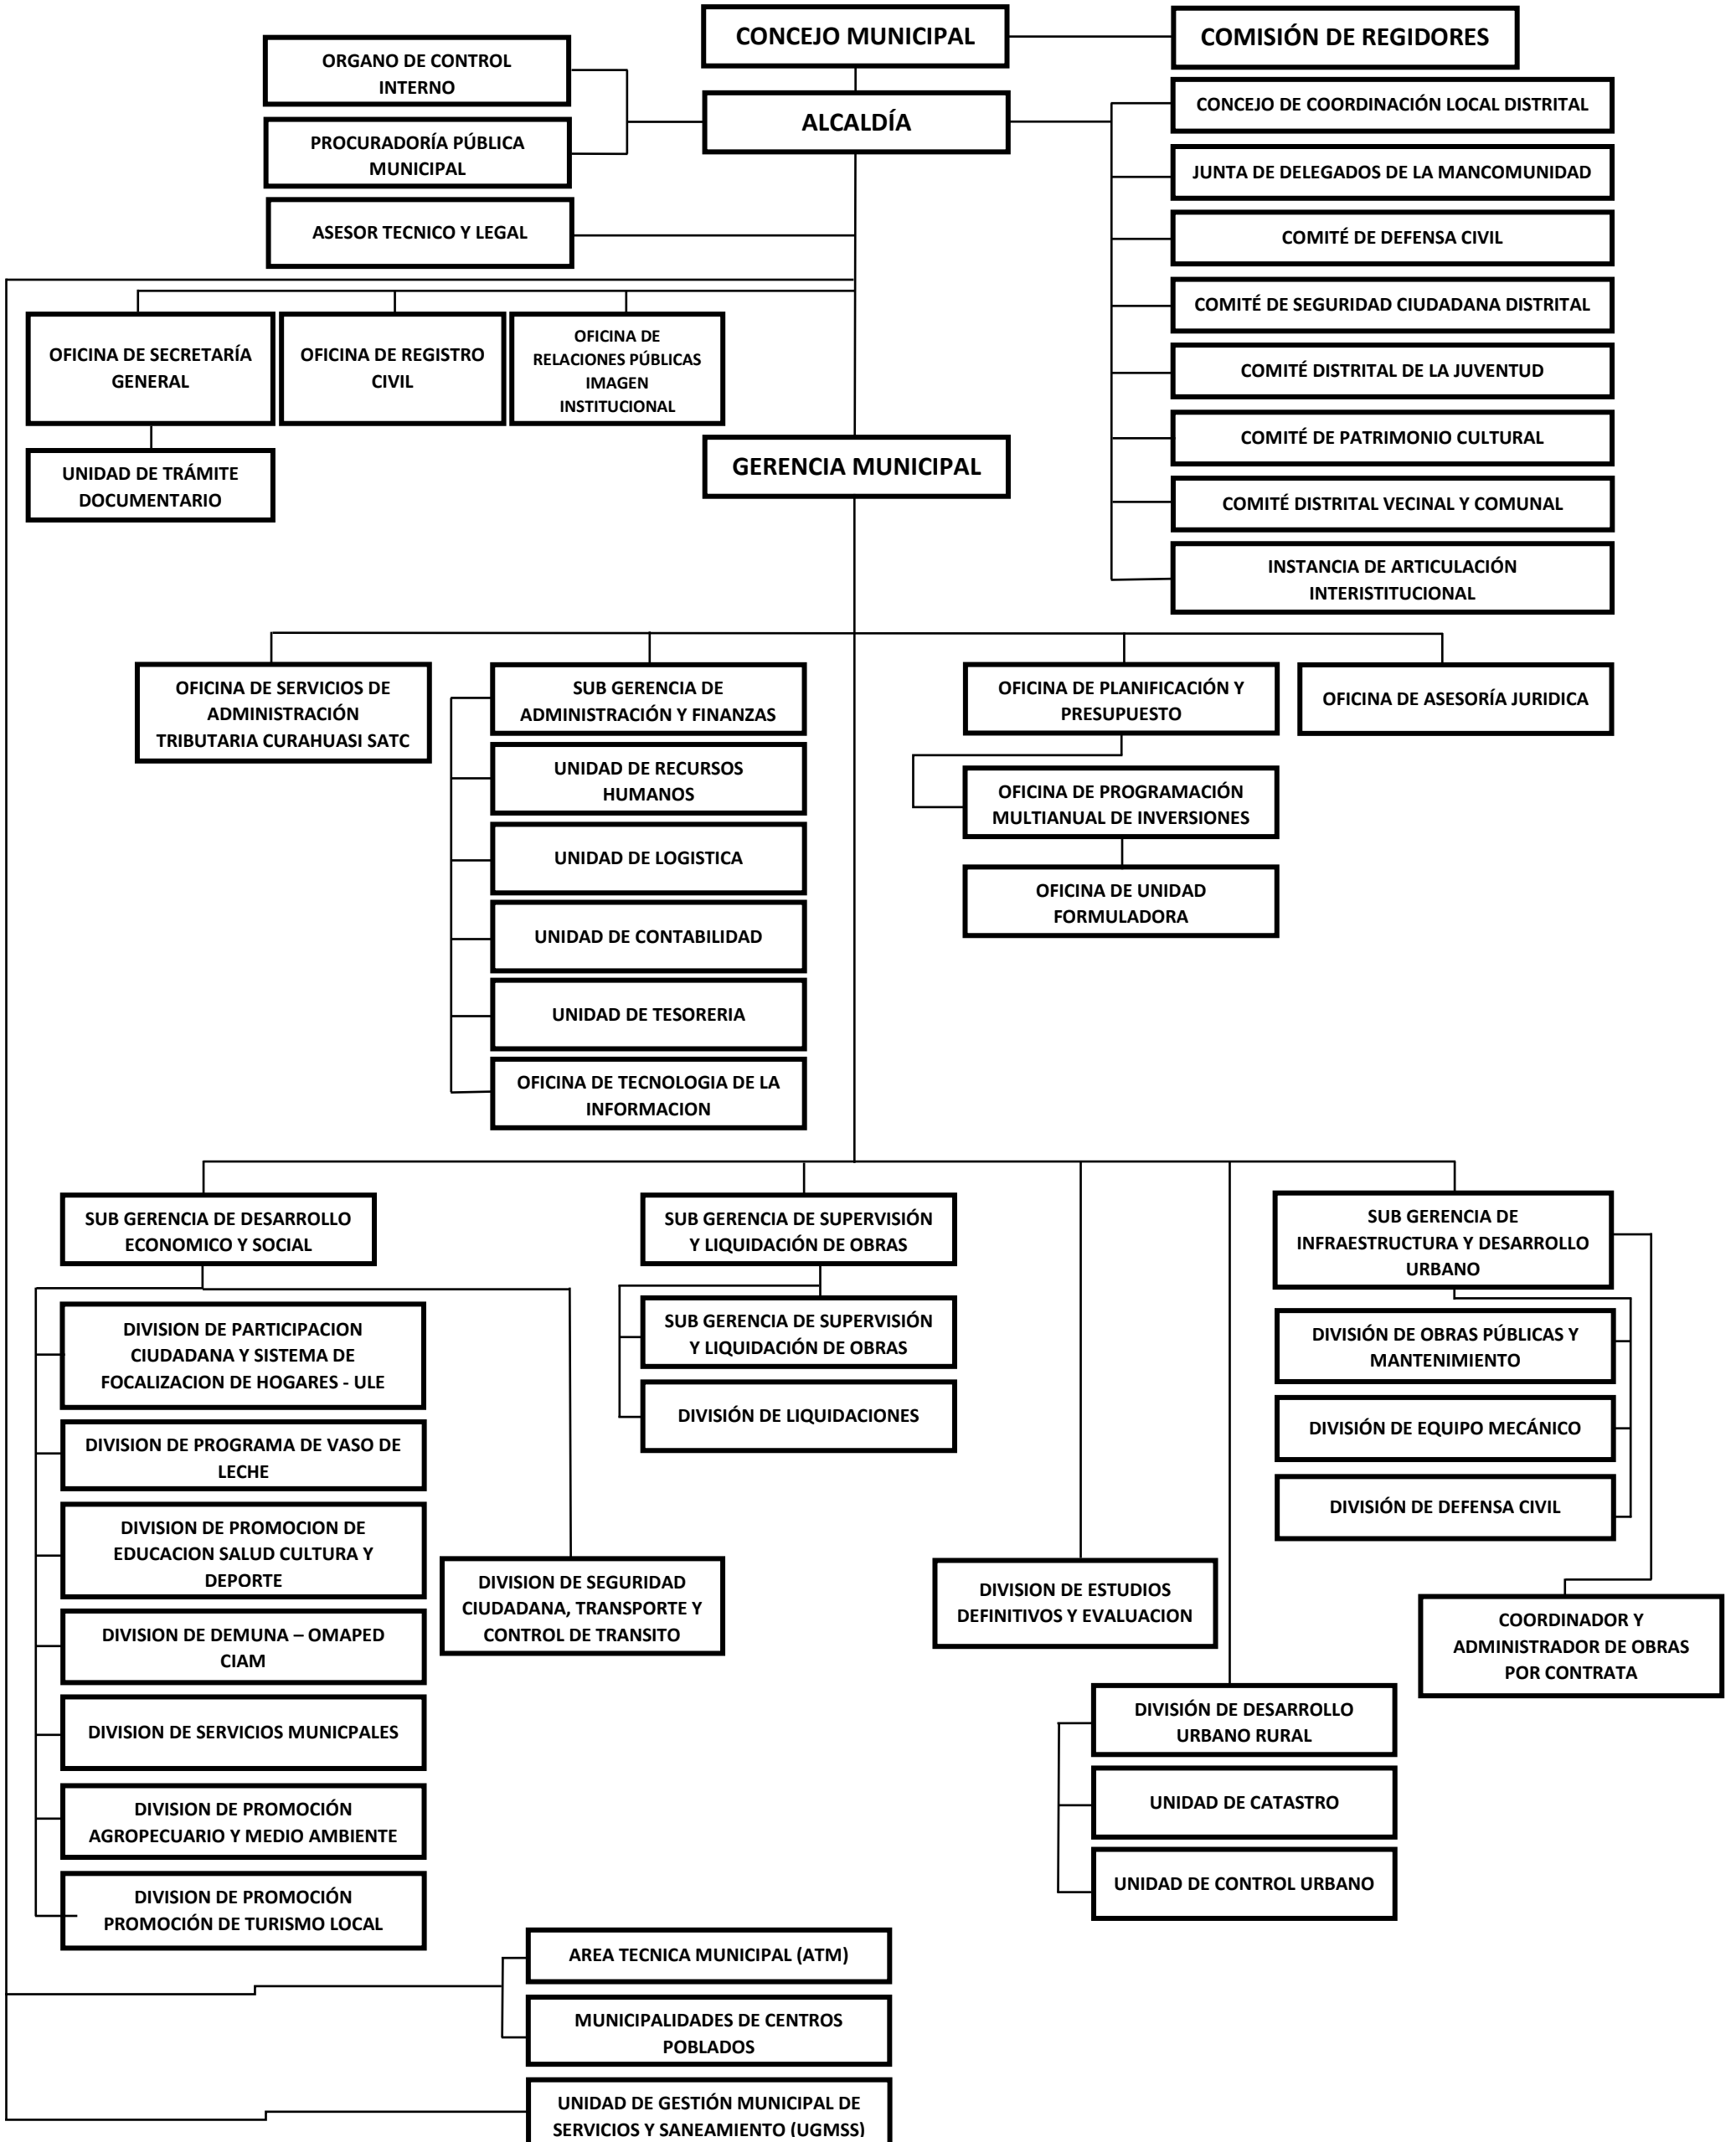 CONCEJO MUNICIPAL
COMISIÓN DE REGIDORES
ORGANO DE CONTROL
INTERNO
ALCALDÍA
CONCEJO DE COORDINACIÓN LOCAL DISTRITAL
PROCURADORÍA PÚBLICA
MUNICIPAL
JUNTA DE DELEGADOS DE LA MANCOMUNIDAD
ASESOR TECNICO Y LEGAL
COMITÉ DE DEFENSA CIVIL
COMITÉ DE SEGURIDAD CIUDADANA DISTRITAL
OFICINA DE SECRETARÍA
GENERAL
OFICINA DE REGISTRO
CIVIL
OFICINA DE
RELACIONES PÚBLICAS
IMAGEN
INSTITUCIONAL
COMITÉ DISTRITAL DE LA JUVENTUD
COMITÉ DE PATRIMONIO CULTURAL
UNIDAD DE TRÁMITE
DOCUMENTARIO
GERENCIA MUNICIPAL
COMITÉ DISTRITAL VECINAL Y COMUNAL
INSTANCIA DE ARTICULACIÓN
INTERISTITUCIONAL
OFICINA DE SERVICIOS DE
ADMINISTRACIÓN
TRIBUTARIA CURAHUASI SATC
SUB GERENCIA DE
ADMINISTRACIÓN Y FINANZAS
OFICINA DE PLANIFICACIÓN Y
PRESUPUESTO
OFICINA DE ASESORÍA JURIDICA
UNIDAD DE RECURSOS
HUMANOS
OFICINA DE PROGRAMACIÓN
MULTIANUAL DE INVERSIONES
UNIDAD DE LOGISTICA
OFICINA DE UNIDAD
FORMULADORA
UNIDAD DE CONTABILIDAD
UNIDAD DE TESORERIA
OFICINA DE TECNOLOGIA DE LA
INFORMACION
SUB GERENCIA DE DESARROLLO
ECONOMICO Y SOCIAL
SUB GERENCIA DE SUPERVISIÓN
Y LIQUIDACIÓN DE OBRAS
SUB GERENCIA DE
INFRAESTRUCTURA Y DESARROLLO
URBANO
DIVISION DE PARTICIPACION
CIUDADANA Y SISTEMA DE
FOCALIZACION DE HOGARES - ULE
SUB GERENCIA DE SUPERVISIÓN
Y LIQUIDACIÓN DE OBRAS
DIVISIÓN DE OBRAS PÚBLICAS Y
MANTENIMIENTO
DIVISION DE PROGRAMA DE VASO DE
LECHE
DIVISIÓN DE LIQUIDACIONES
DIVISIÓN DE EQUIPO MECÁNICO
DIVISION DE PROMOCION DE
EDUCACION SALUD CULTURA Y
DEPORTE
DIVISIÓN DE DEFENSA CIVIL
DIVISION DE SEGURIDAD
CIUDADANA, TRANSPORTE Y
CONTROL DE TRANSITO
DIVISION DE ESTUDIOS
DEFINITIVOS Y EVALUACION
DIVISION DE DEMUNA – OMAPED
CIAM
COORDINADOR Y
ADMINISTRADOR DE OBRAS
POR CONTRATA
DIVISION DE SERVICIOS MUNICPALES
DIVISIÓN DE DESARROLLO
URBANO RURAL
DIVISION DE PROMOCIÓN
AGROPECUARIO Y MEDIO AMBIENTE
UNIDAD DE CATASTRO
DIVISION DE PROMOCIÓN
PROMOCIÓN DE TURISMO LOCAL
UNIDAD DE CONTROL URBANO
AREA TECNICA MUNICIPAL (ATM)
MUNICIPALIDADES DE CENTROS
POBLADOS
UNIDAD DE GESTIÓN MUNICIPAL DE
SERVICIOS Y SANEAMIENTO (UGMSS)